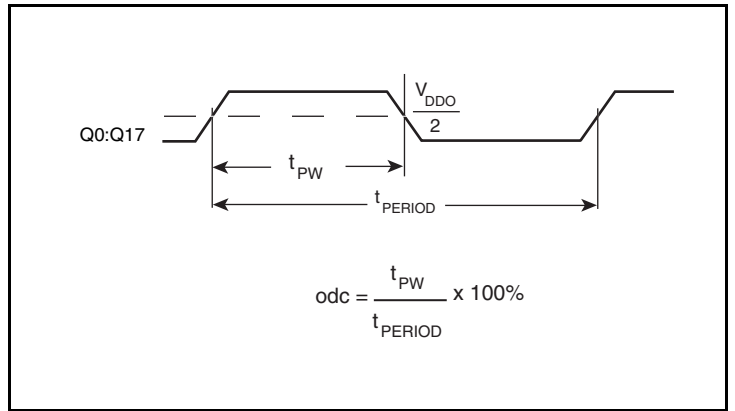 V DDO
2
Q0:Q17
t PW
t PERIOD
odc = t PW / t PERIOD x 100%